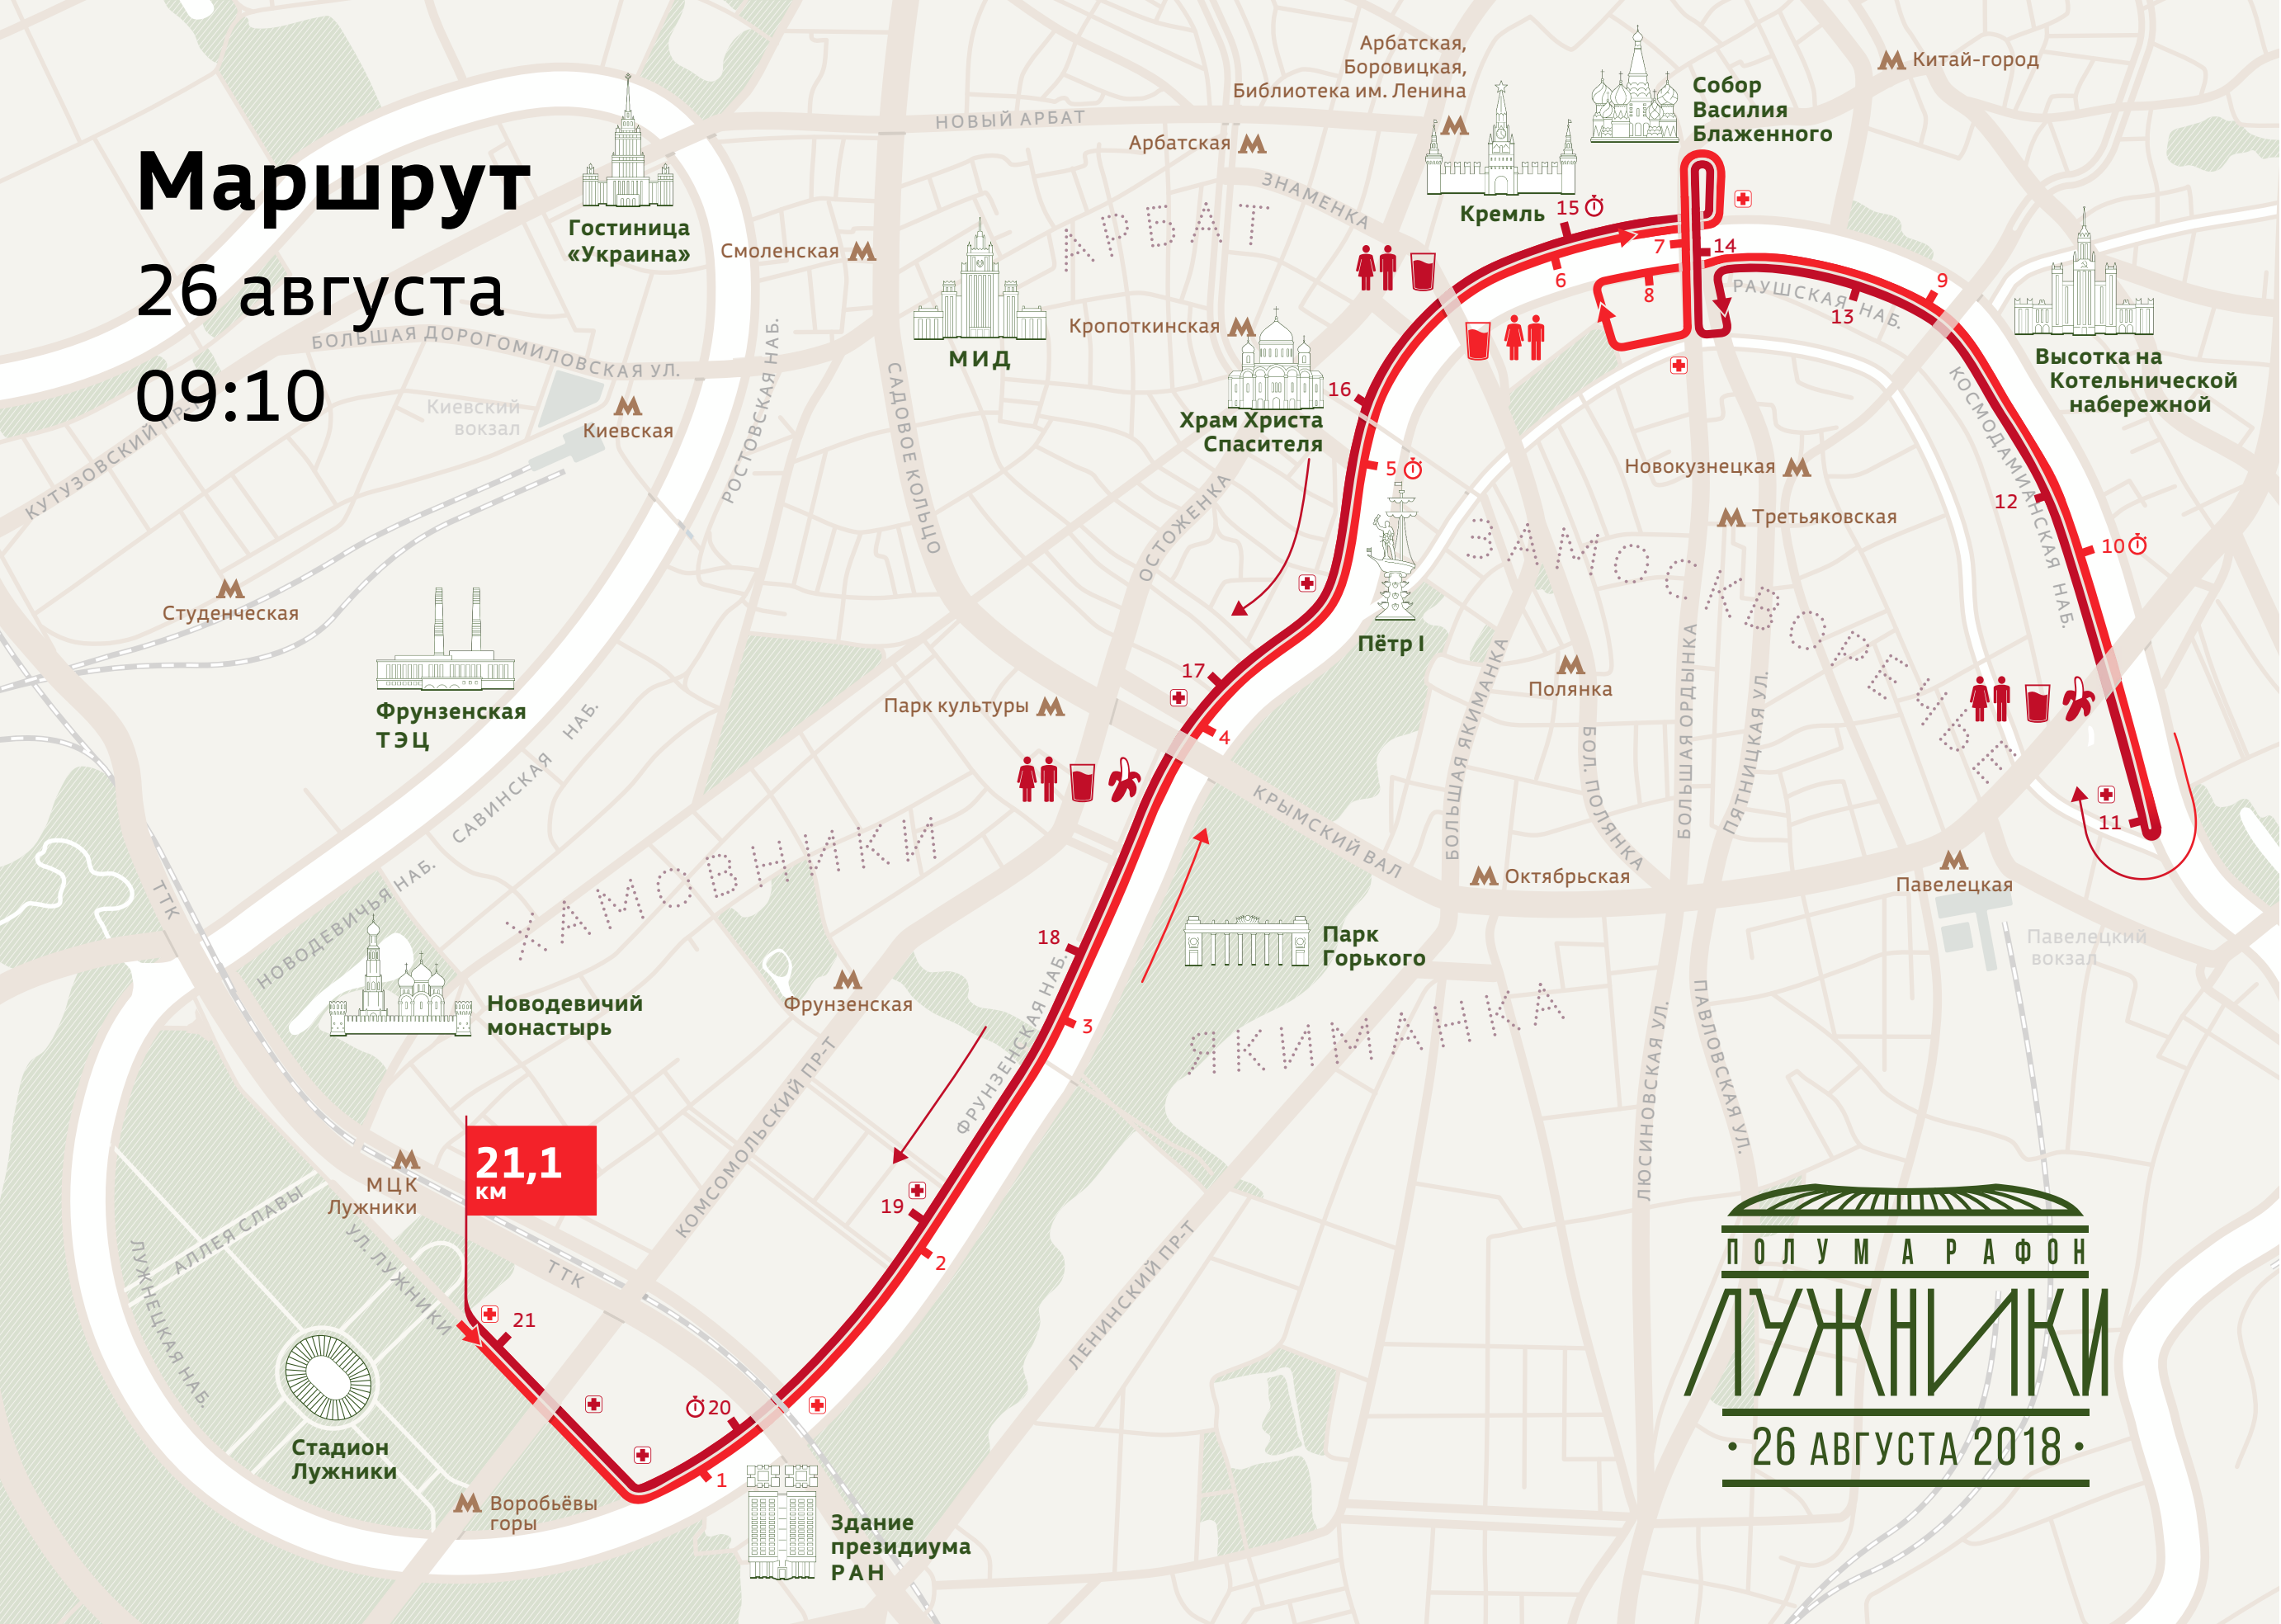 Маршрут
26 августа
09:10
Гостиница
«Украина»
НОВЫЙ АРБАТ
Арбатская
Арбатская,
Боровицкая,
Библиотека им. Ленина
Собор
Василия
Блаженного
Китай-город
ЗНАМЕНКА
Кремль
15
АРБАТ
Смоленская
МИД
7
14
6
8
9
13
РАУШСКАЯ НАБ.
Высотка на
Котельнической
набережной
БОЛЬШАЯ ДОРОГОМИЛОВСКАЯ УЛ.
КУТУЗОВСКИЙ ПР-Т
Киевский
вокзал
Киевская
РОСТОВСКАЯ НАБ.
САДОВОЕ КОЛЬЦО
Кропоткинская
Храм Христа
Спасителя
16
5
Новокузнецкая
Третьяковская
КОСМОДАМИАНСКАЯ НАБ.
12
10
ОСТОЖЕНКА
ЗАМОСКВОРЕЧЬЕ
Студенческая
Фрунзенская
ТЭЦ
Пётр I
17
4
Парк культуры
Полянка
БОЛЬШАЯ ЯКИМАНКА
БОЛ. ПОЛЯНКА
БОЛЬШАЯ ОРДЫНКА
ПЯТНИЦКАЯ УЛ.
САВИНСКАЯ НАБ.
КРЫМСКИЙ ВАЛ
11
Октябрьская
Павелецкая
Павелецкий
вокзал
ТТК
НОВОДЕВИЧЬЯ НАБ.
ХАМОВНИКИ
18
Парк
Горького
Новодевичий
монастырь
Фрунзенская
ФРУНЗЕНСКАЯ НАБ.
3
ЯКИМАНКА
ЛЮСИНОВСКАЯ УЛ.
ПАВЛОВСКАЯ УЛ.
КОМСОМОЛЬСКИЙ ПР-Т
21,1
км
МЦК
Лужники
19
2
АЛЛЕЯ СЛАВЫ
УЛ. ЛУЖНИКИ
ЛУЖНЕЦКАЯ НАБ.
ТТК
ЛЕНИНСКИЙ ПР-Т
21
20
1
Стадион
Лужники
Воробьёвы
горы
Здание
президиума
РАН
ПОЛУМАРАФОН
ЛУЖНИКИ
• 26 АВГУСТА 2018 •